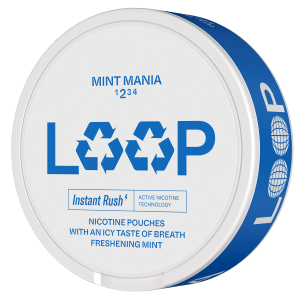 MINT MANIA
1234
LOOP
Instant Rush⁴
ACTIVE NICOTINE
TECHNOLOGY
NICOTINE POUCHES
WITH AN ICY TASTE OF BREATH
FRESHENING MINT
LOOP